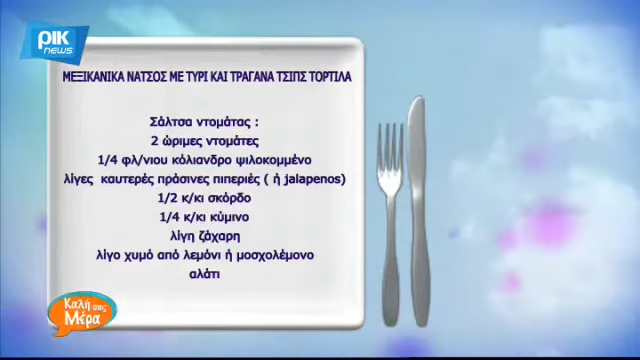 ΡΙΚ
news
ΜΕΞΙΚΑΝΙΚΑ ΝΑΤΣΟΣ ΜΕ ΤΥΡΙ ΚΑΙ ΤΡΑΓΑΝΑ ΤΣΙΠΣ ΤΟΡΤΙΛΑ
Σάλτσα ντομάτας :
2 ώριμες ντομάτες
1/4 φλ/νιου κόλιανδρο ψιλοκομμένο
λίγες καυτερές πράσινες πιπεριές ( ή jalapenos)
1/2 κ/κι σκόρδο
1/4 κ/κι κύμινο
λίγη ζάχαρη
λίγο χυμό από λεμόνι ή μοσχολέμονο
αλάτι
Καλή σας
Μέρα